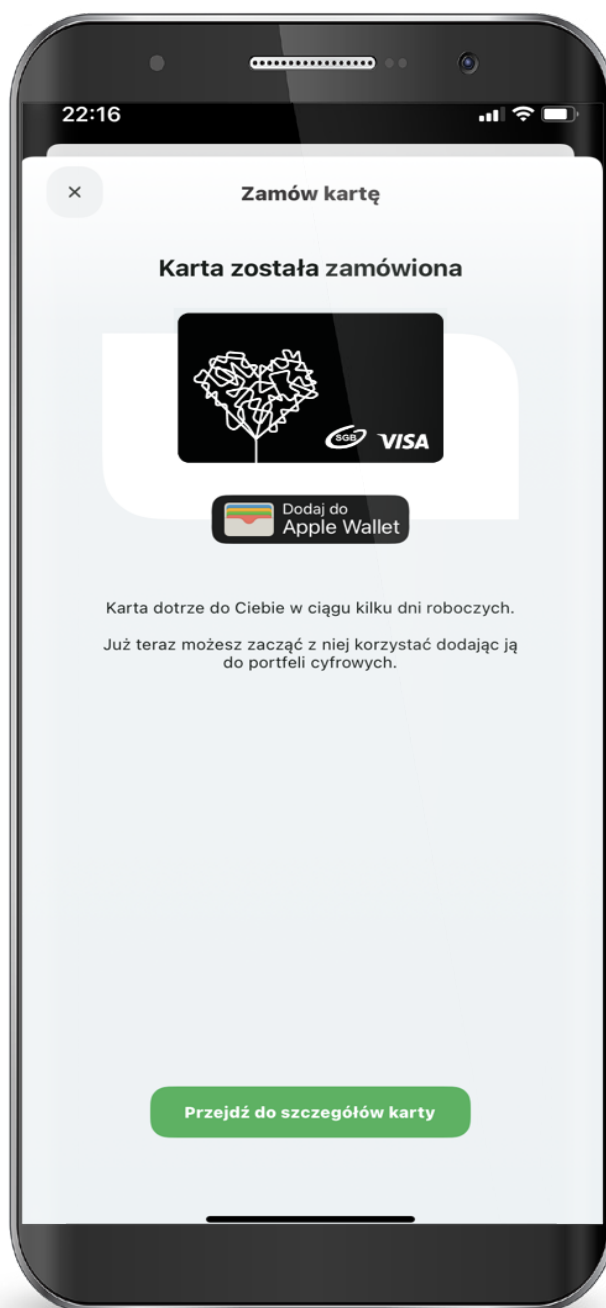 22:16
Zamów kartę
Karta została zamówiona
SGB VISA
Dodaj do
Apple Wallet
Karta dotrze do Ciebie w ciągu kilku dni roboczych.
Już teraz możesz zacząć z niej korzystać dodając ją
do portfeli cyfrowych.
Przejdź do szczegółów karty